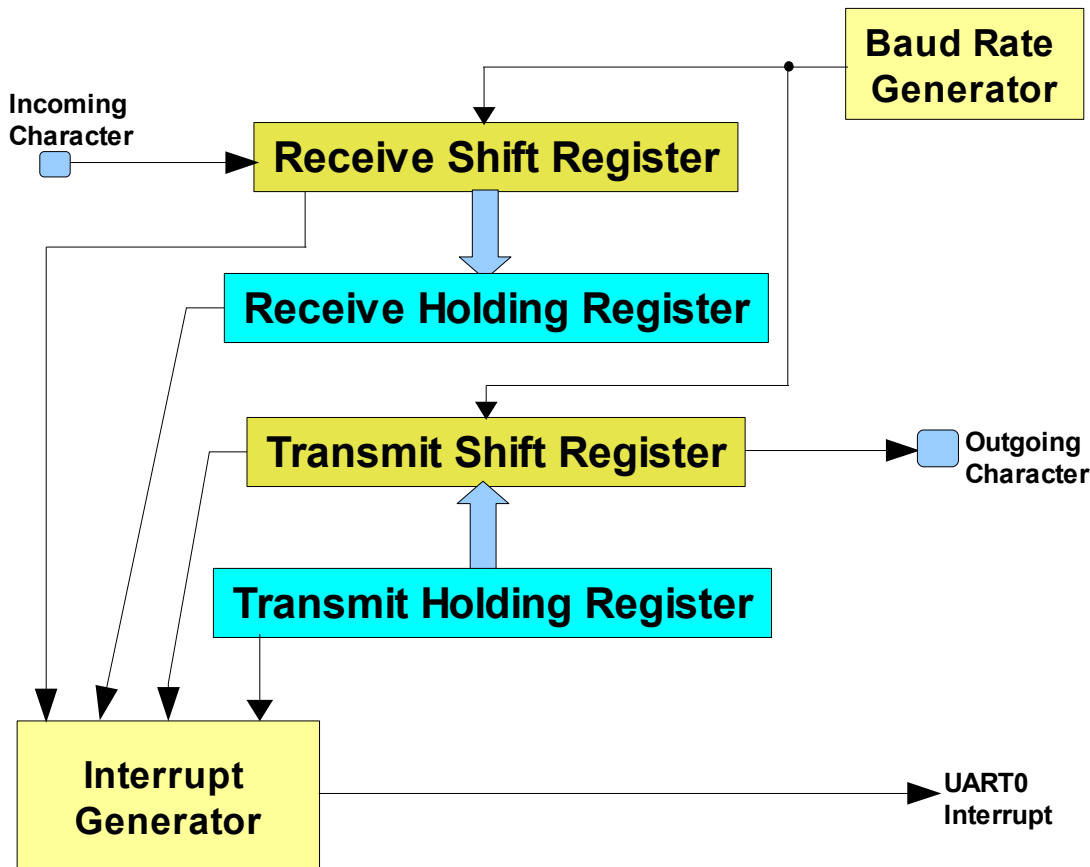 Baud Rate
Generator
Incoming
Character
Receive Shift Register
Receive Holding Register
Transmit Shift Register
Outgoing
Character
Transmit Holding Register
Interrupt
Generator
UART0
Interrupt